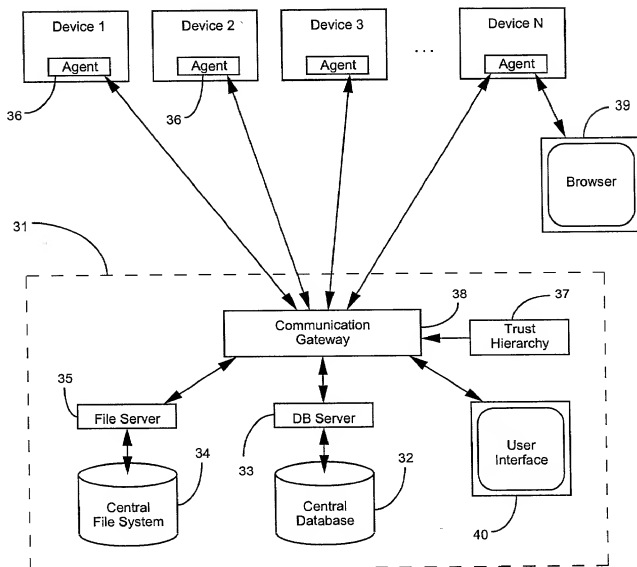 Device 1
Agent
36
Device 2
Agent
36
Device 3
Agent
...
Device N
Agent
39
Browser
31
38
37
Communication
Gateway
Trust
Hierarchy
35
File Server
33
DB Server
34
Central
File System
32
Central
Database
User
Interface
40